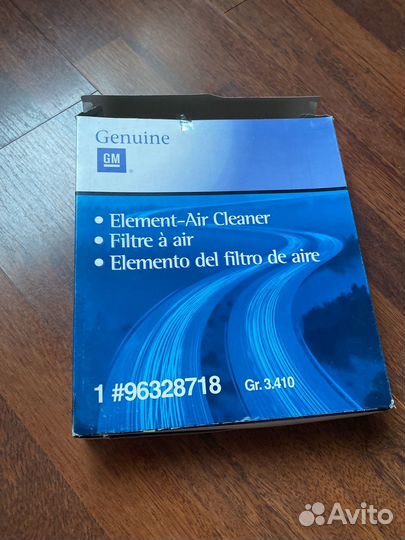 Genuine
GM ®
• Element-Air Cleaner
• Filtre à air
• Elemento del filtro de aire
1 #96328718 Gr. 3.410
Avito